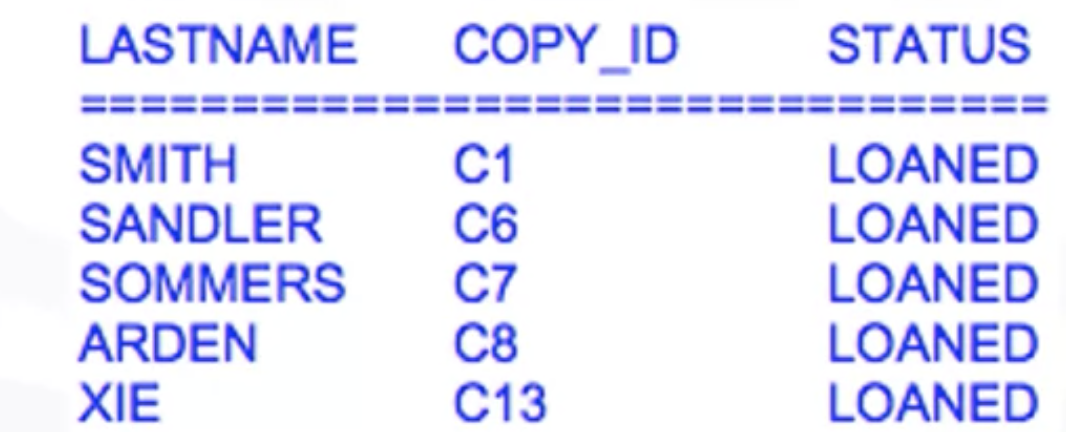 LASTNAME COPY_ID STATUS
==================================
SMITH C1 LOANED
SANDLER C6 LOANED
SOMMERS C7 LOANED
ARDEN C8 LOANED
XIE C13 LOANED